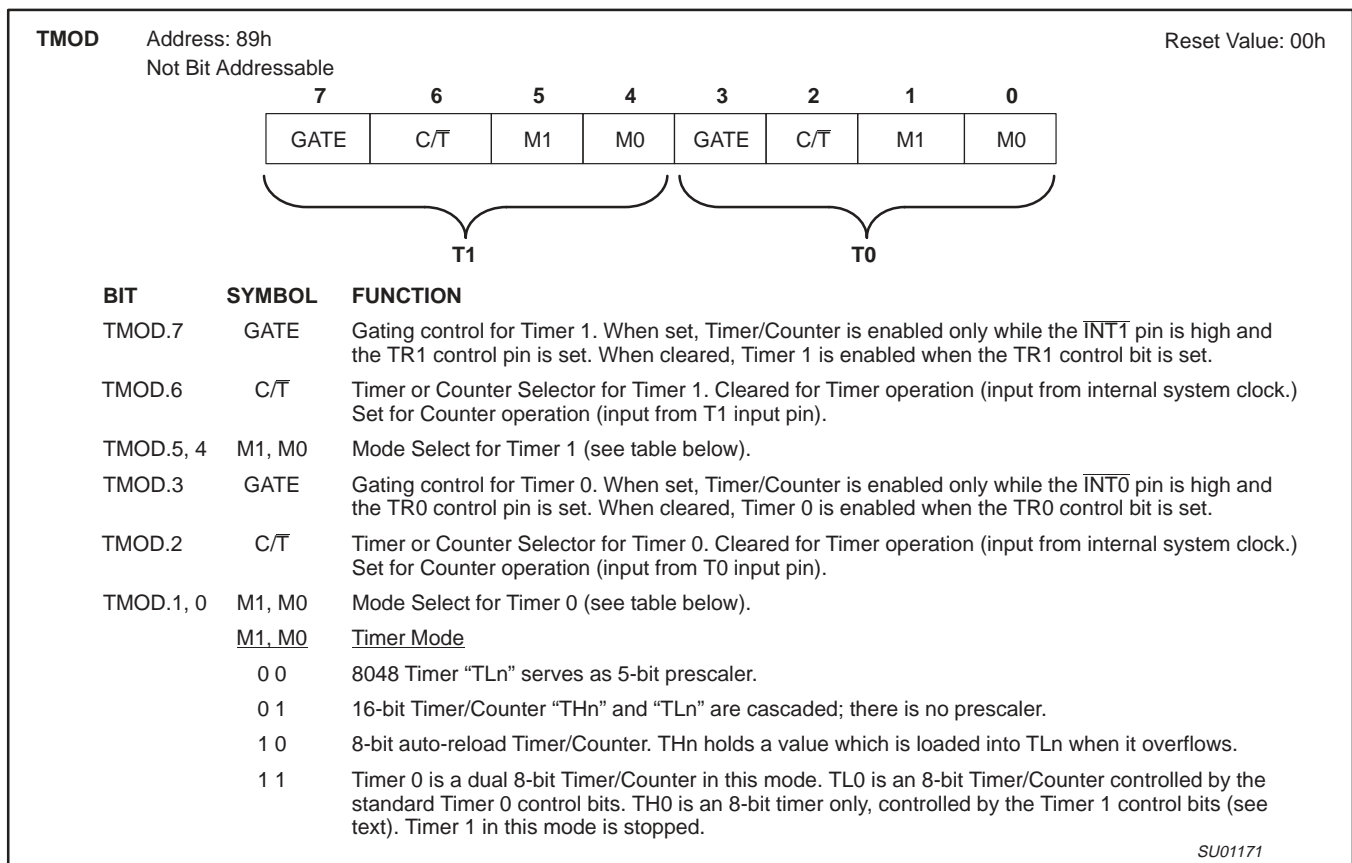 TMOD Address: 89h Reset Value: 00h
Not Bit Addressable
7 6 5 4 3 2 1 0
GATE C/T̅ M1 M0 GATE C/T̅ M1 M0
T1 T0
BIT SYMBOL FUNCTION
TMOD.7 GATE Gating control for Timer 1. When set, Timer/Counter is enabled only while the I̅N̅T̅1̅ pin is high and
the TR1 control pin is set. When cleared, Timer 1 is enabled when the TR1 control bit is set.
TMOD.6 C/T̅ Timer or Counter Selector for Timer 1. Cleared for Timer operation (input from internal system clock.)
Set for Counter operation (input from T1 input pin).
TMOD.5, 4 M1, M0 Mode Select for Timer 1 (see table below).
TMOD.3 GATE Gating control for Timer 0. When set, Timer/Counter is enabled only while the I̅N̅T̅0̅ pin is high and
the TR0 control pin is set. When cleared, Timer 0 is enabled when the TR0 control bit is set.
TMOD.2 C/T̅ Timer or Counter Selector for Timer 0. Cleared for Timer operation (input from internal system clock.)
Set for Counter operation (input from T0 input pin).
TMOD.1, 0 M1, M0 Mode Select for Timer 0 (see table below).
M1, M0 Timer Mode
0 0 8048 Timer “TLn” serves as 5-bit prescaler.
0 1 16-bit Timer/Counter “THn” and “TLn” are cascaded; there is no prescaler.
1 0 8-bit auto-reload Timer/Counter. THn holds a value which is loaded into TLn when it overflows.
1 1 Timer 0 is a dual 8-bit Timer/Counter in this mode. TL0 is an 8-bit Timer/Counter controlled by the
standard Timer 0 control bits. TH0 is an 8-bit timer only, controlled by the Timer 1 control bits (see
text). Timer 1 in this mode is stopped.
SU01171